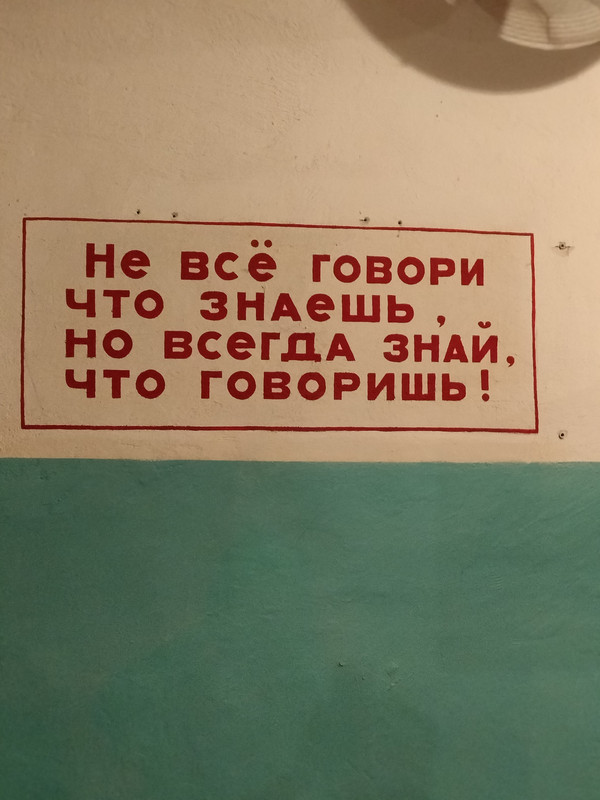 Не всё говори
что знаешь,
но всегда знай,
что говоришь!